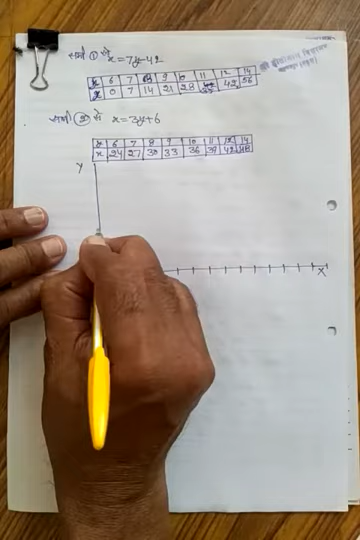 समी ① से x=7y-42
y 6 7 8 9 10 11 12 14
x 0 7 14 21 28 35 42 56
समी ② से x=3y+6
y 6 7 8 9 10 11 12 14
x 24 27 30 33 36 39 42 48
Y
X